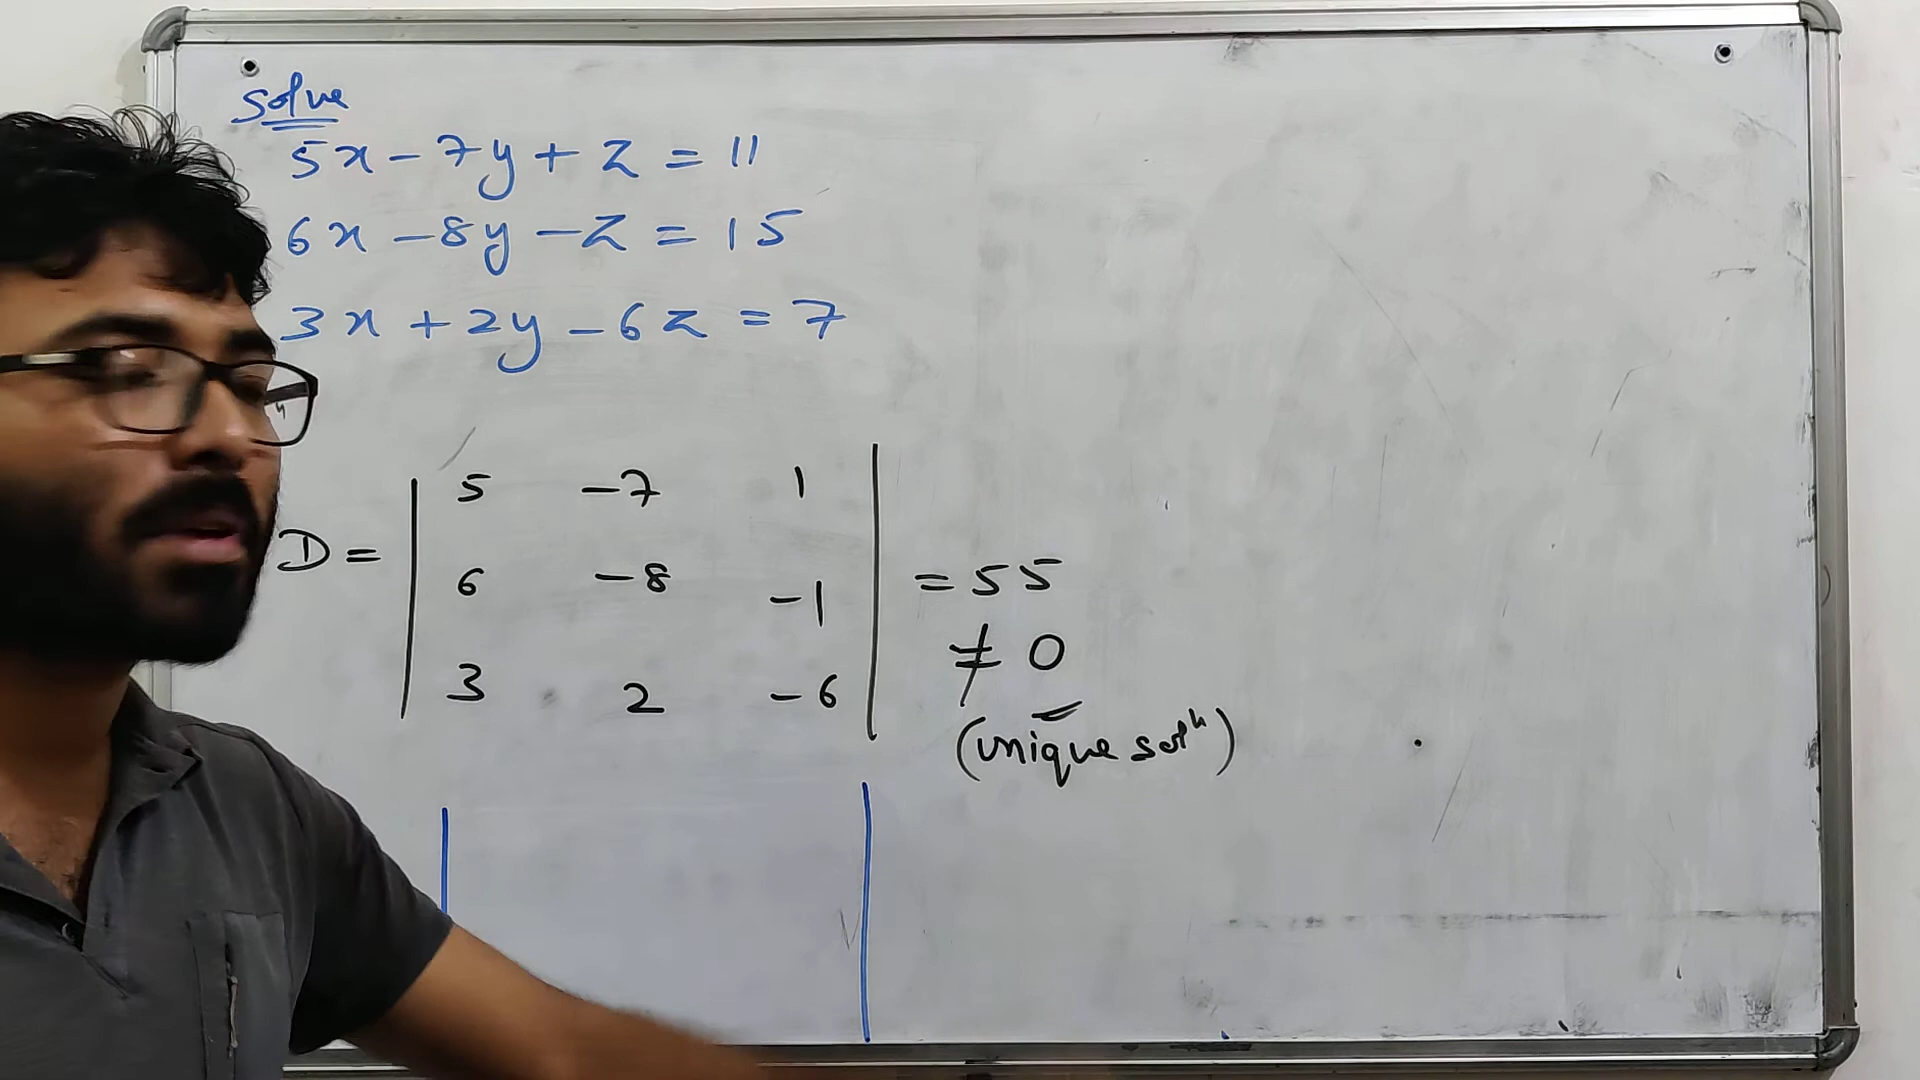 Solve
5x - 7y + z = 11
6x - 8y - z = 15
3x + 2y - 6z = 7
5 -7 1
D = 6 -8 -1 = 55
≠ 0
3 2 -6
(unique solⁿ)